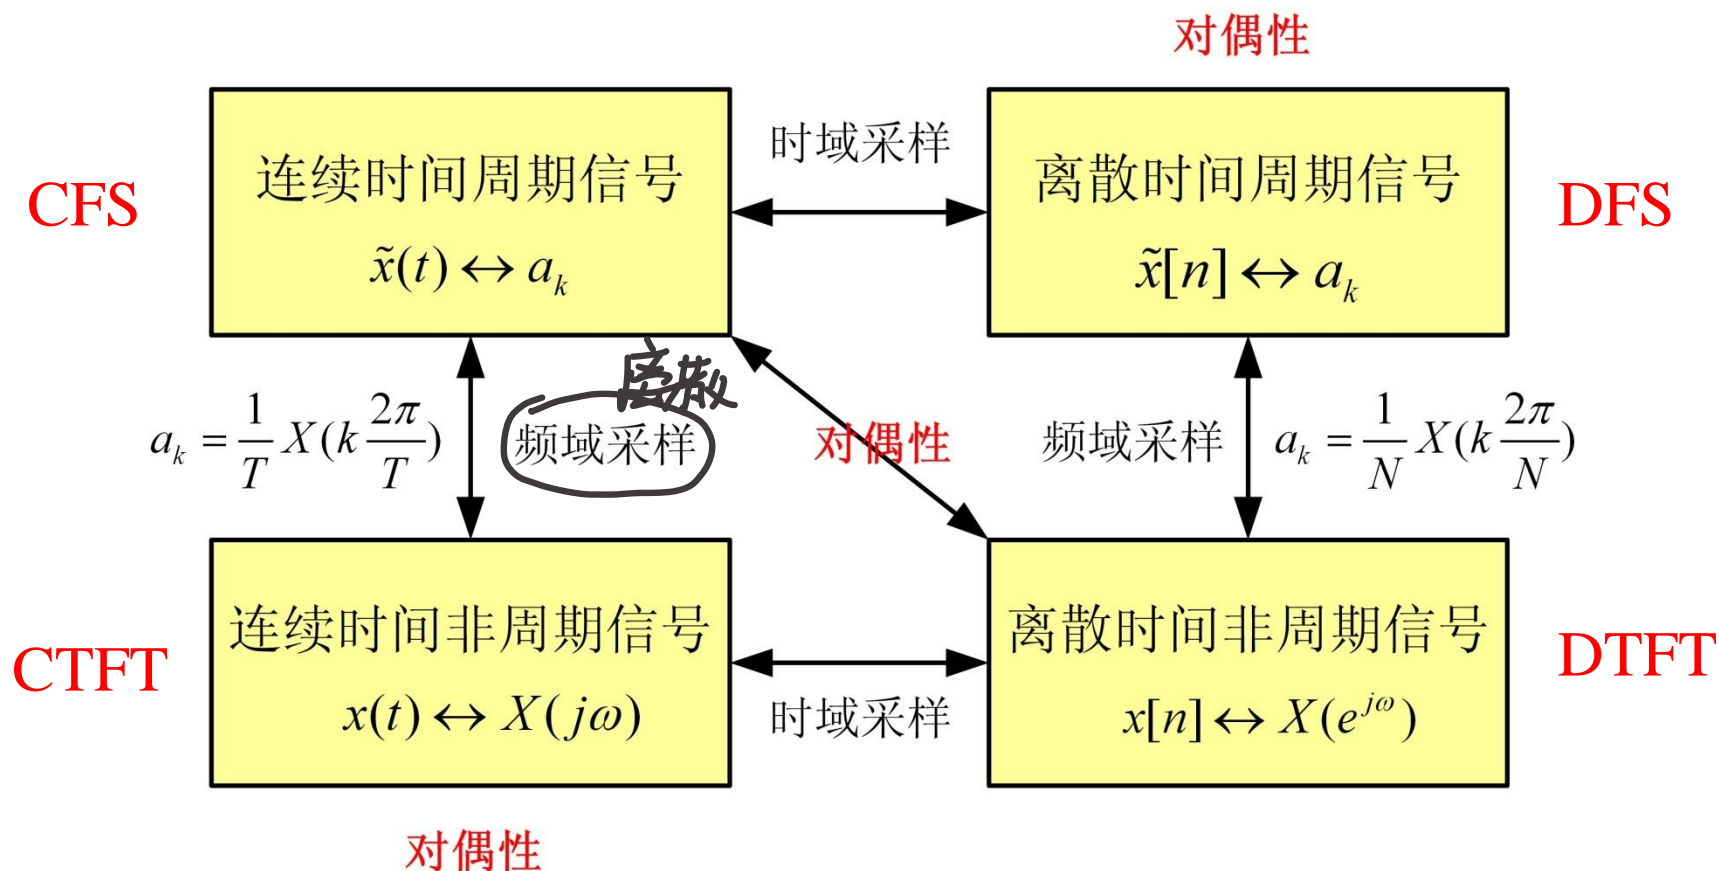 对偶性
CFS
连续时间周期信号
x̃(t) ↔ a_k
时域采样
离散时间周期信号
x̃[n] ↔ a_k
DFS
a_k = 1/T X(k 2π/T)
离散
频域采样
对偶性
频域采样
a_k = 1/N X(k 2π/N)
CTFT
连续时间非周期信号
x(t) ↔ X(jω)
时域采样
离散时间非周期信号
x[n] ↔ X(e^{jω})
DTFT
对偶性